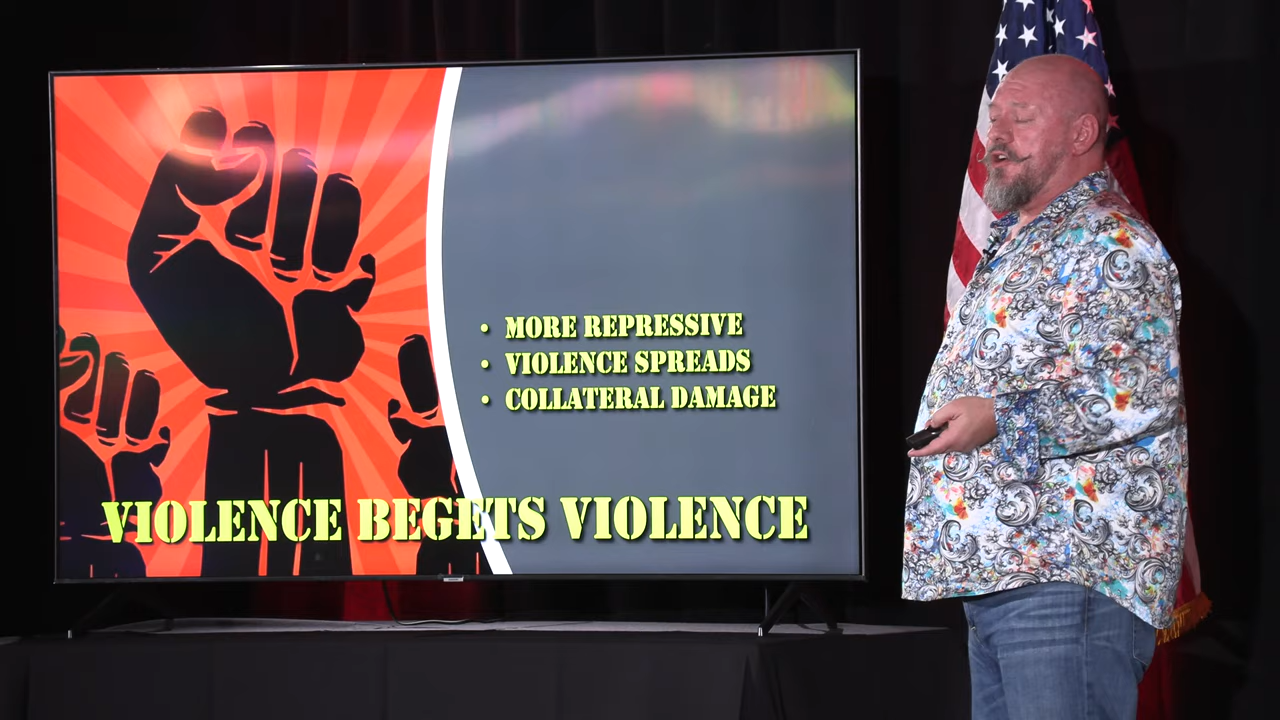 • MORE REPRESSIVE
• VIOLENCE SPREADS
• COLLATERAL DAMAGE
VIOLENCE BEGETS VIOLENCE